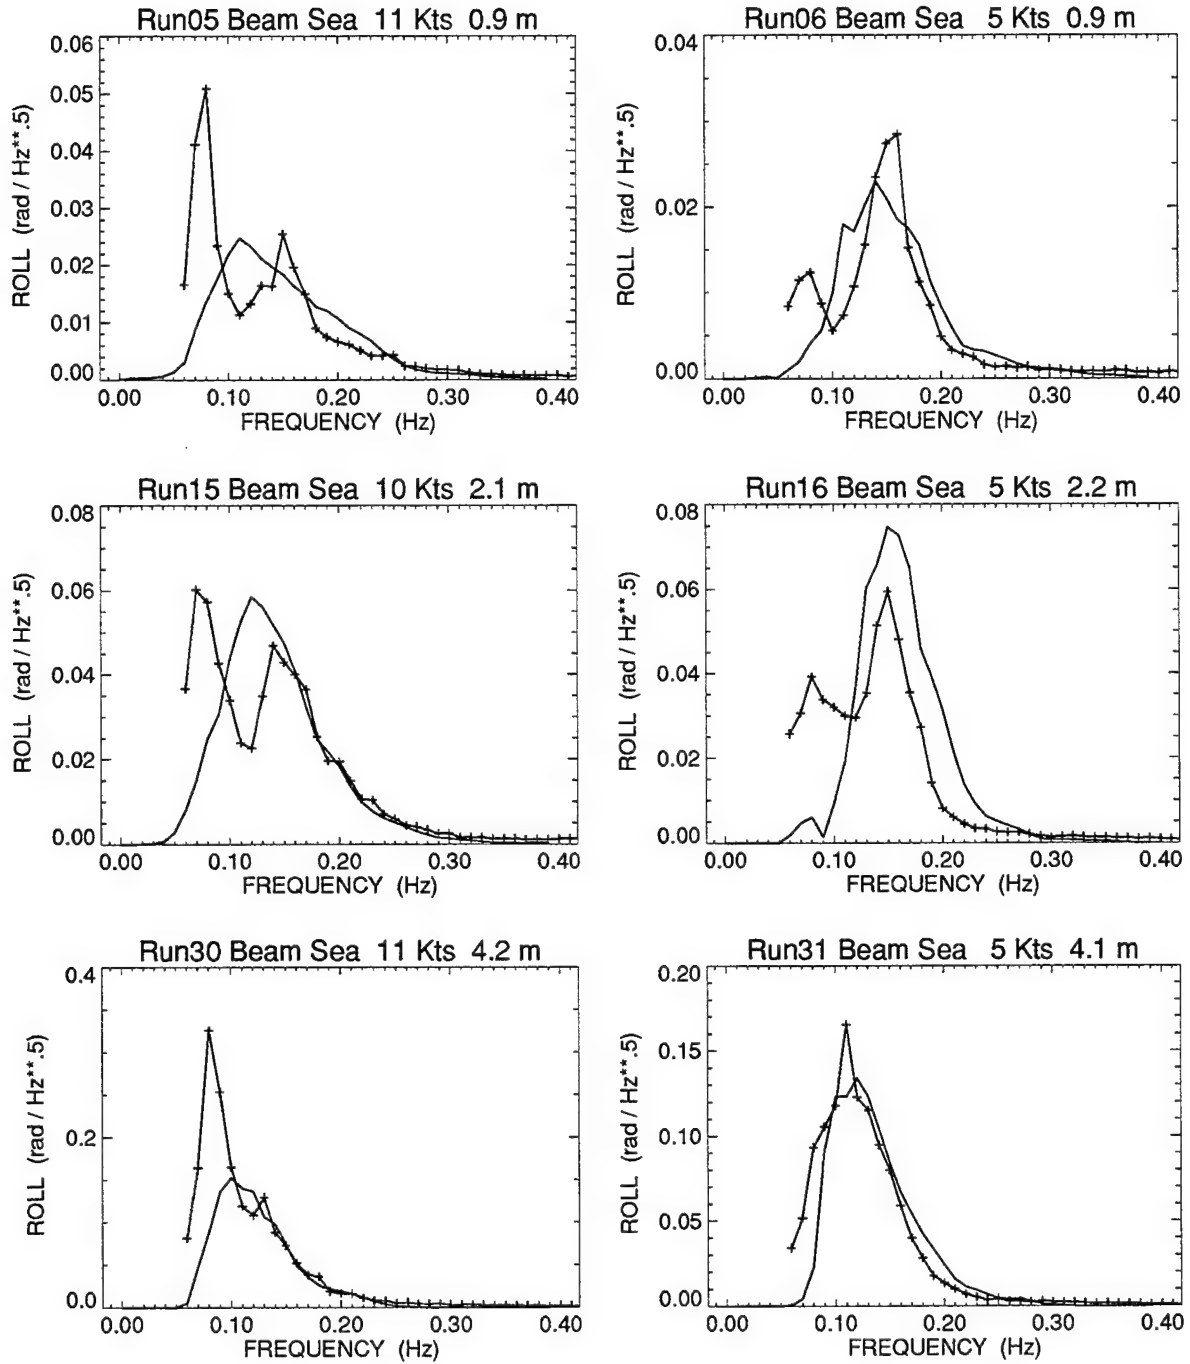 Run05 Beam Sea 11 Kts 0.9 m
0.06
0.05
0.04
0.03
0.02
0.01
0.00
ROLL (rad / Hz**.5)
0.00 0.10 0.20 0.30 0.40
FREQUENCY (Hz)
Run06 Beam Sea 5 Kts 0.9 m
0.04
0.02
0.00
ROLL (rad / Hz**.5)
0.00 0.10 0.20 0.30 0.40
FREQUENCY (Hz)
Run15 Beam Sea 10 Kts 2.1 m
0.08
0.06
0.04
0.02
0.00
ROLL (rad / Hz**.5)
0.00 0.10 0.20 0.30 0.40
FREQUENCY (Hz)
Run16 Beam Sea 5 Kts 2.2 m
0.08
0.06
0.04
0.02
0.00
ROLL (rad / Hz**.5)
0.00 0.10 0.20 0.30 0.40
FREQUENCY (Hz)
Run30 Beam Sea 11 Kts 4.2 m
0.4
0.2
0.0
ROLL (rad / Hz**.5)
0.00 0.10 0.20 0.30 0.40
FREQUENCY (Hz)
Run31 Beam Sea 5 Kts 4.1 m
0.20
0.15
0.10
0.05
0.00
ROLL (rad / Hz**.5)
0.00 0.10 0.20 0.30 0.40
FREQUENCY (Hz)